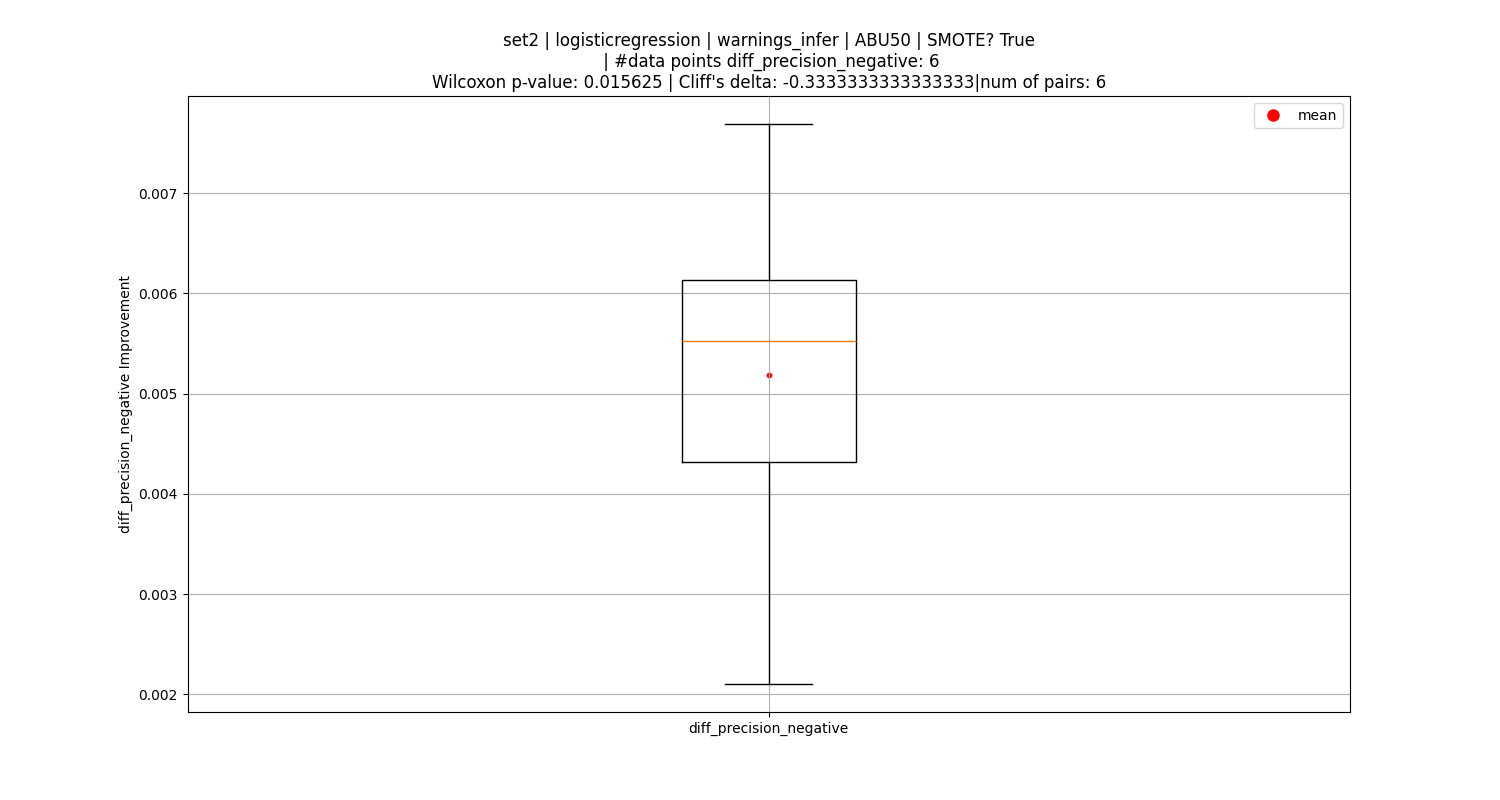 set2 | logisticregression | warnings_infer | ABU50 | SMOTE? True
| #data points diff_precision_negative: 6
Wilcoxon p-value: 0.015625 | Cliff's delta: -0.3333333333333333|num of pairs: 6
mean
0.007
0.006
0.005
0.004
0.003
0.002
diff_precision_negative Improvement
diff_precision_negative